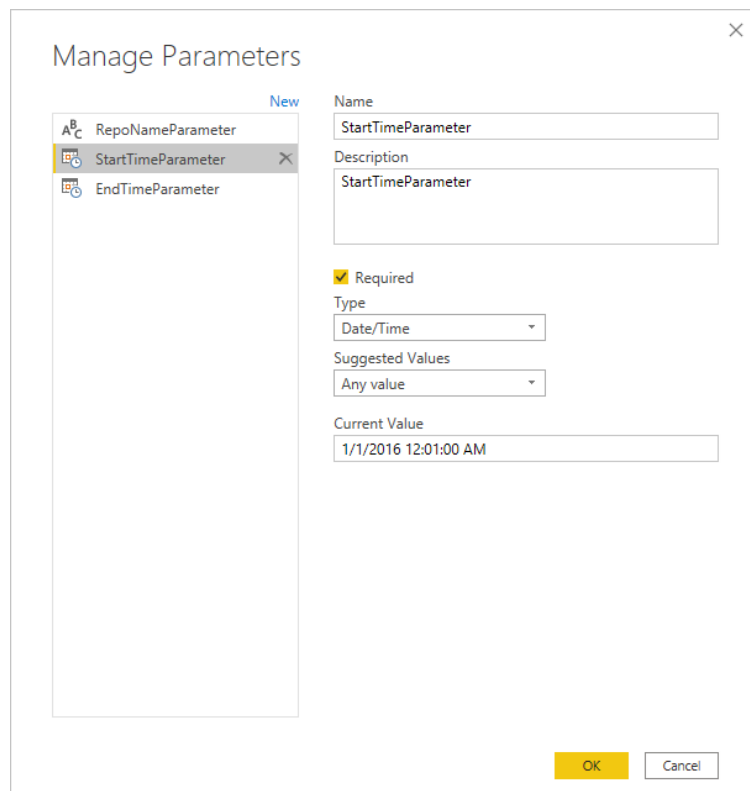 Manage Parameters
New
ABC RepoNameParameter
StartTimeParameter
EndTimeParameter
Name
StartTimeParameter
Description
StartTimeParameter
Required
Type
Date/Time
Suggested Values
Any value
Current Value
1/1/2016 12:01:00 AM
OK
Cancel